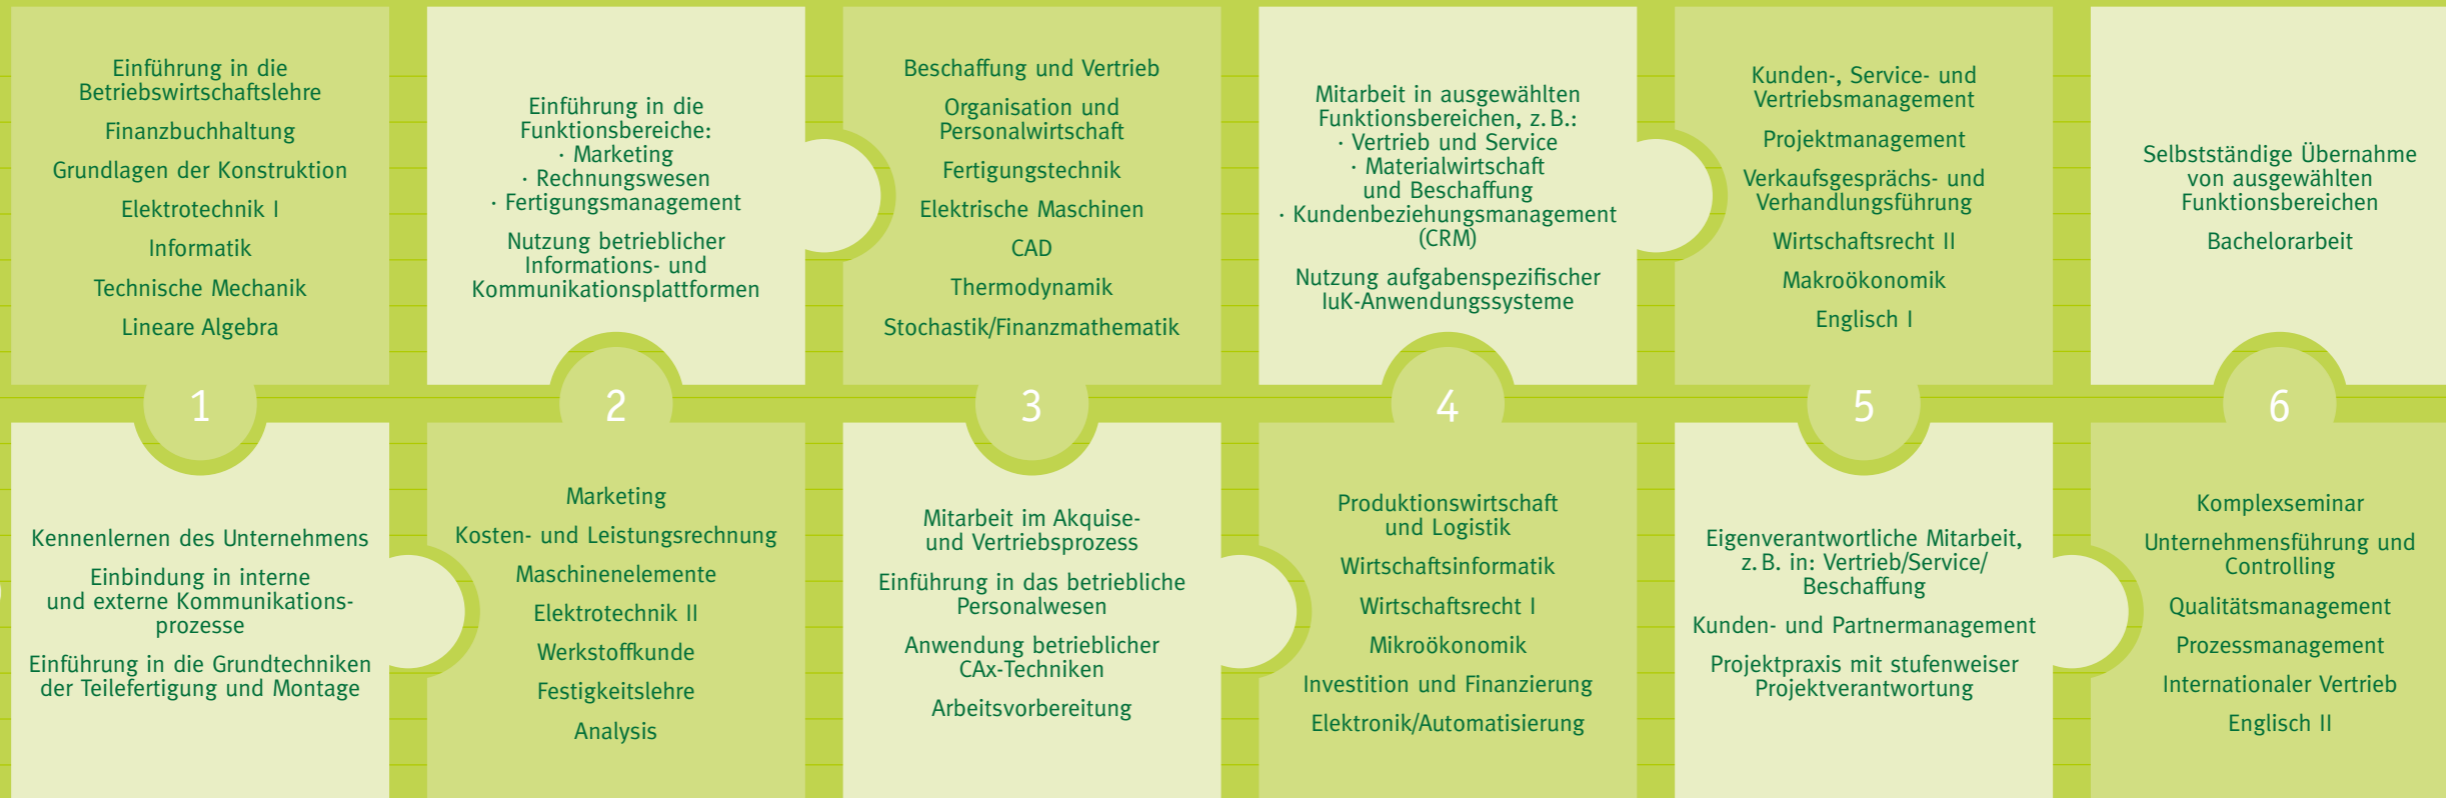 Einführung in die
Betriebswirtschaftslehre
Finanzbuchhaltung
Grundlagen der Konstruktion
Elektrotechnik I
Informatik
Technische Mechanik
Lineare Algebra
1
Kennenlernen des Unternehmens
Einbindung in interne
und externe Kommunikations-
prozesse
Einführung in die Grundtechniken
der Teilefertigung und Montage
Einführung in die
Funktionsbereiche:
· Marketing
· Rechnungswesen
· Fertigungsmanagement
Nutzung betrieblicher
Informations- und
Kommunikationsplattformen
2
Marketing
Kosten- und Leistungsrechnung
Maschinenelemente
Elektrotechnik II
Werkstoffkunde
Festigkeitslehre
Analysis
Beschaffung und Vertrieb
Organisation und
Personalwirtschaft
Fertigungstechnik
Elektrische Maschinen
CAD
Thermodynamik
Stochastik/Finanzmathematik
3
Mitarbeit im Akquise-
und Vertriebsprozess
Einführung in das betriebliche
Personalwesen
Anwendung betrieblicher
CAx-Techniken
Arbeitsvorbereitung
Mitarbeit in ausgewählten
Funktionsbereichen, z. B.:
· Vertrieb und Service
· Materialwirtschaft
und Beschaffung
· Kundenbeziehungsmanagement
(CRM)
Nutzung aufgabenspezifischer
IuK-Anwendungssysteme
4
Produktionswirtschaft
und Logistik
Wirtschaftsinformatik
Wirtschaftsrecht I
Mikroökonomik
Investition und Finanzierung
Elektronik/Automatisierung
Kunden-, Service- und
Vertriebsmanagement
Projektmanagement
Verkaufsgesprächs- und
Verhandlungsführung
Wirtschaftsrecht II
Makroökonomik
Englisch I
5
Eigenverantwortliche Mitarbeit,
z. B. in: Vertrieb/Service/
Beschaffung
Kunden- und Partnermanagement
Projektpraxis mit stufenweiser
Projektverantwortung
Selbstständige Übernahme
von ausgewählten
Funktionsbereichen
Bachelorarbeit
6
Komplexseminar
Unternehmensführung und
Controlling
Qualitätsmanagement
Prozessmanagement
Internationaler Vertrieb
Englisch II